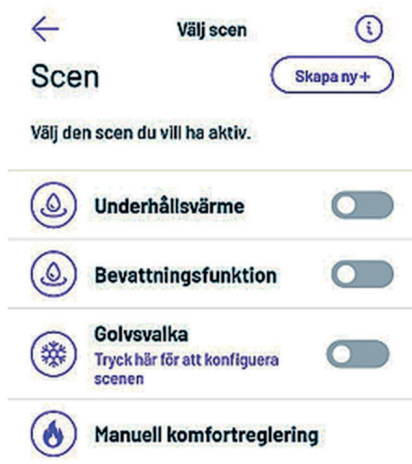 Välj scen
Scen
Skapa ny+
Välj den scen du vill ha aktiv.
Underhållsvärme
Bevattningsfunktion
Golvsvalka
Tryck här för att konfiguera
scenen
Manuell komfortreglering